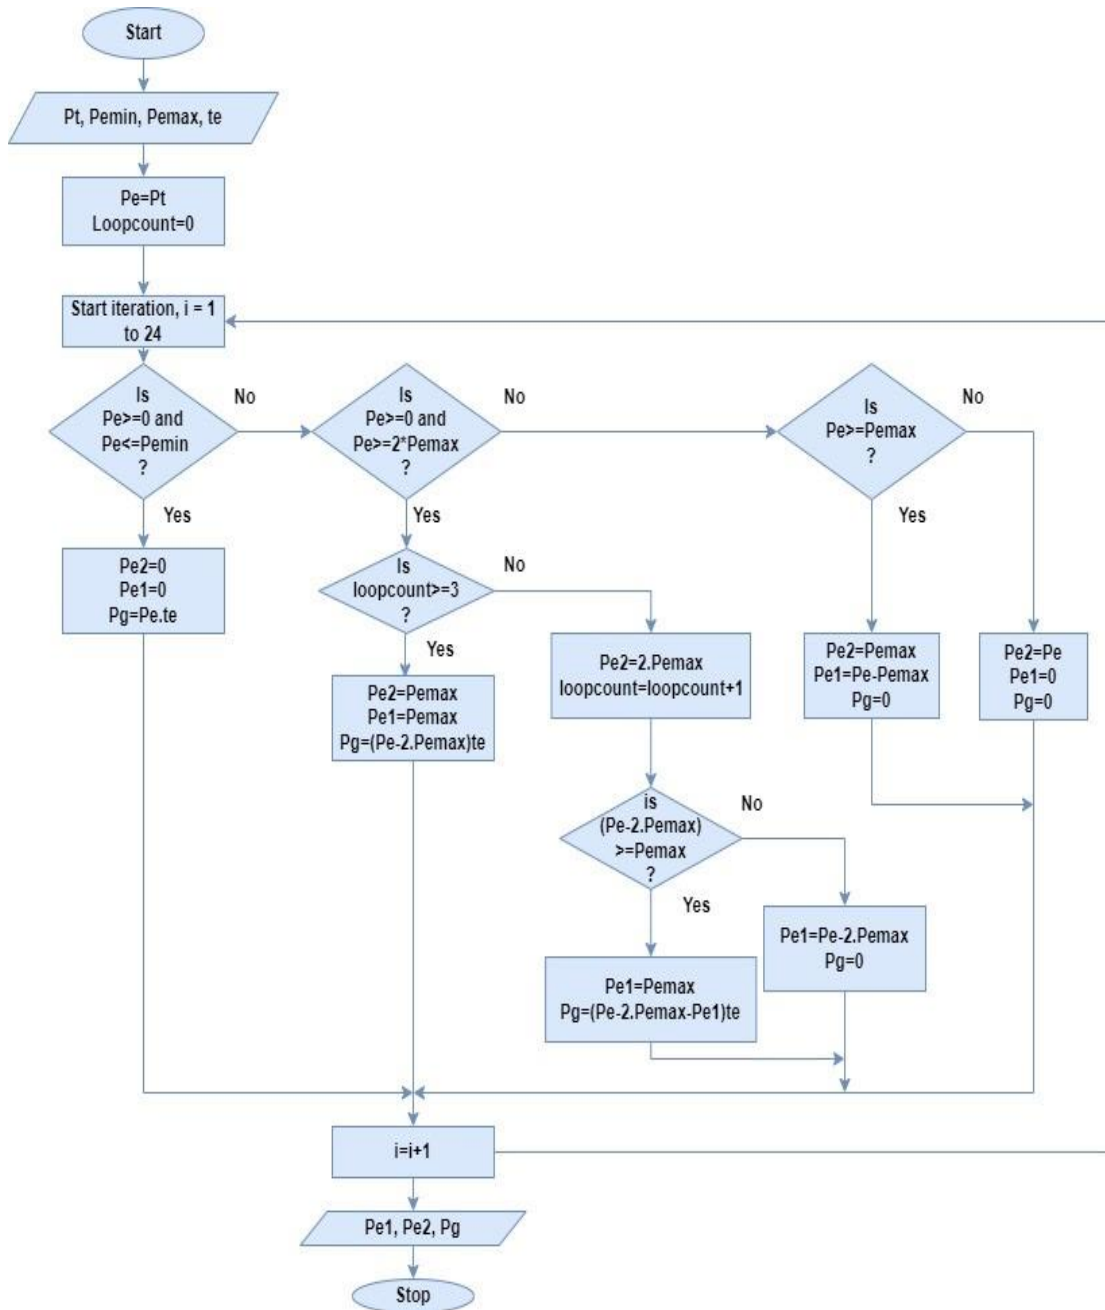 Start
Pt, Pemin, Pemax, te
Pe=Pt
Loopcount=0
Start iteration, i = 1
to 24
Is
Pe>=0 and
Pe<=Pemin
?
No
Yes
Is
Pe>=0 and
Pe>=2*Pemax
?
No
Yes
Is
Pe>=Pemax
?
No
Yes
Pe2=0
Pe1=0
Pg=Pe.te
Is
loopcount>=3
?
No
Yes
Pe2=Pemax
Pe1=Pemax
Pg=(Pe-2.Pemax)te
Pe2=2.Pemax
loopcount=loopcount+1
Pe2=Pemax
Pe1=Pe-Pemax
Pg=0
Pe2=Pe
Pe1=0
Pg=0
is
(Pe-2.Pemax)
>=Pemax
?
No
Yes
Pe1=Pe-2.Pemax
Pg=0
Pe1=Pemax
Pg=(Pe-2.Pemax-Pe1)te
i=i+1
Pe1, Pe2, Pg
Stop